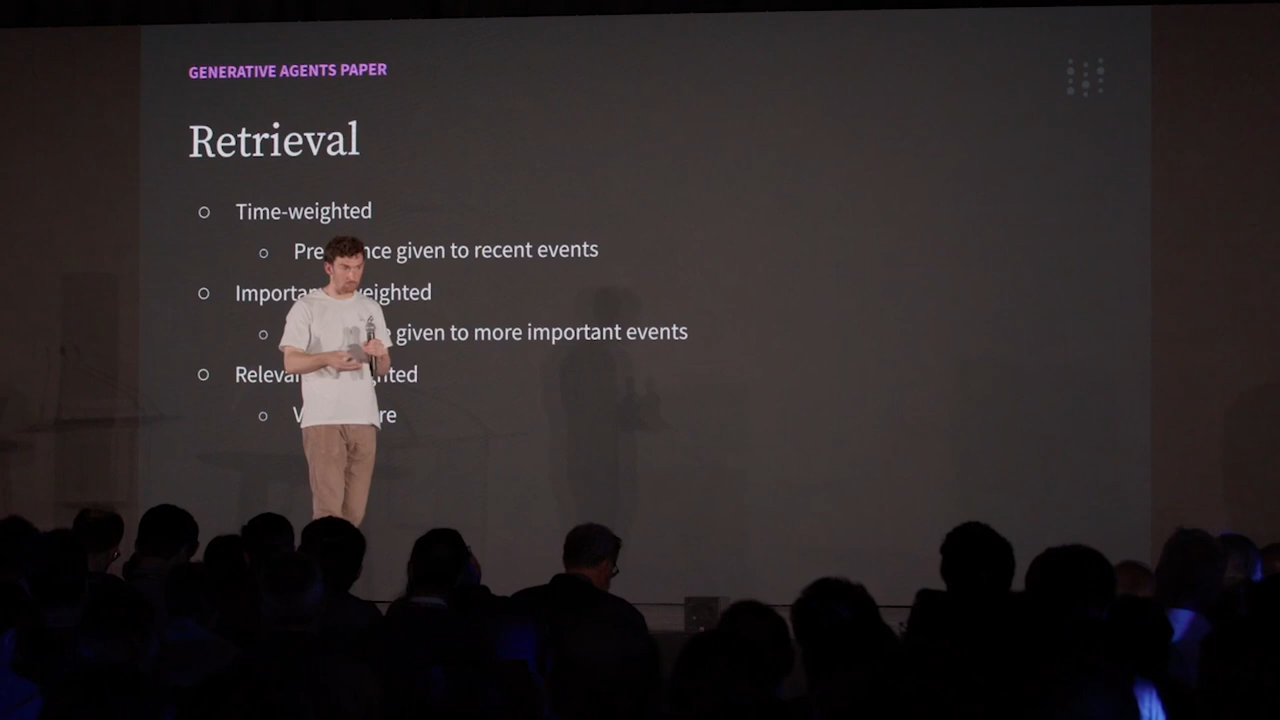 GENERATIVE AGENTS PAPER
Retrieval
Time-weighted
given to recent events
given to more important events